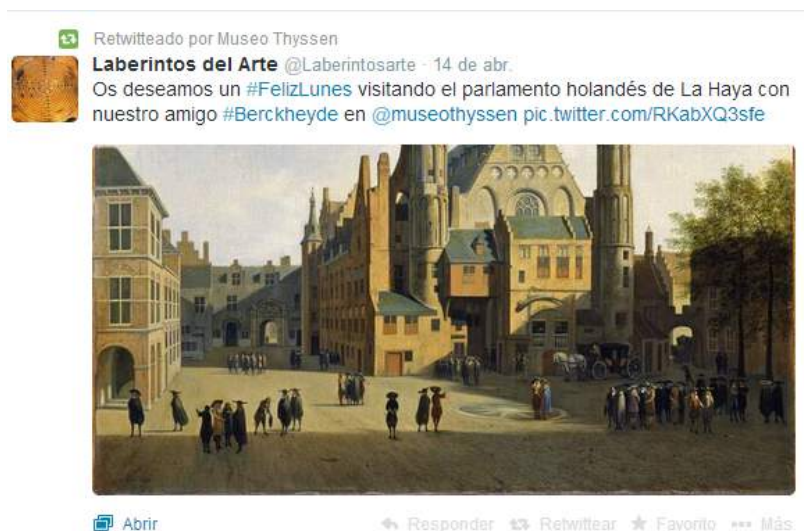 Retwitteado por Museo Thyssen
Laberintos del Arte @Laberintosarte · 14 de abr.
Os deseamos un #FelizLunes visitando el parlamento holandés de La Haya con
nuestro amigo #Berckheyde en @museothyssen pic.twitter.com/RKabXQ3sfe
Abrir Responder Retwittear Favorito Más